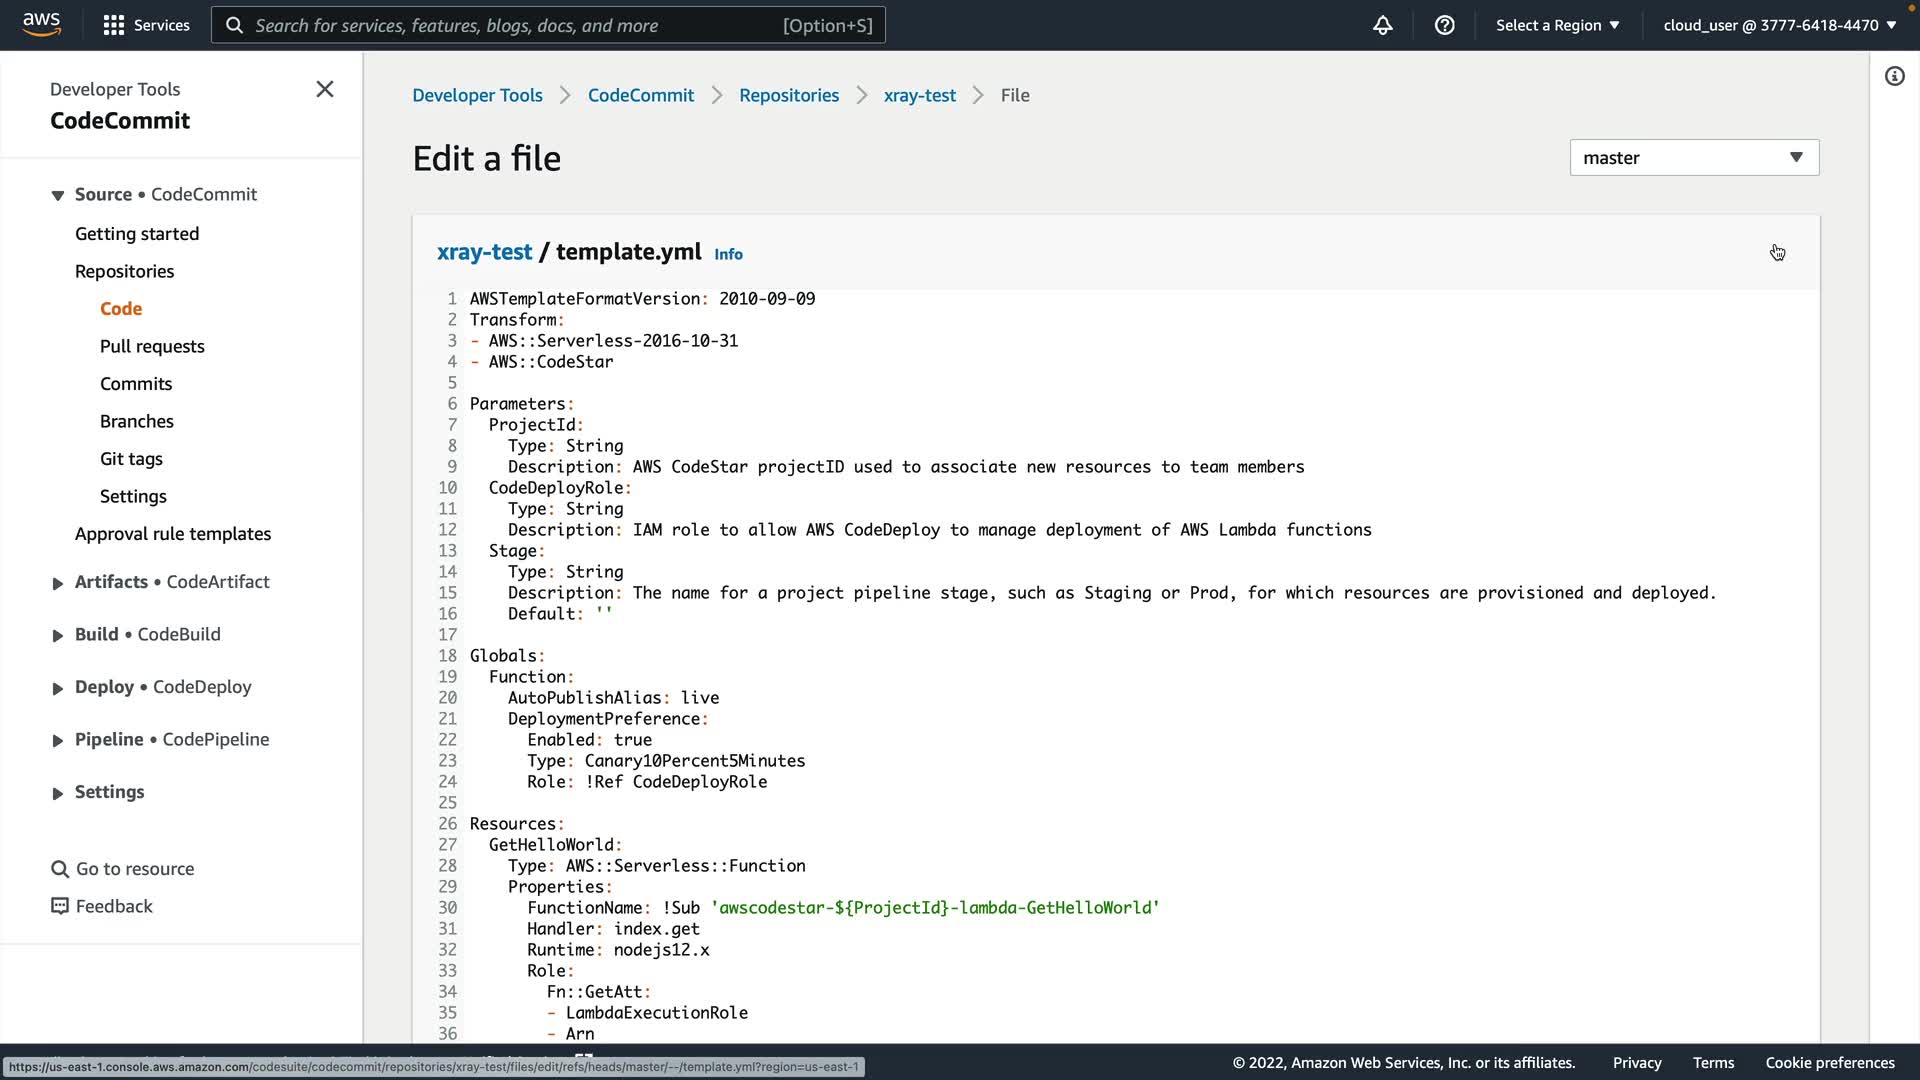 aws
Services
Search for services, features, blogs, docs, and more
[Option+S]
Select a Region
cloud_user @ 3777-6418-4470
Developer Tools
CodeCommit
Source • CodeCommit
Getting started
Repositories
Code
Pull requests
Commits
Branches
Git tags
Settings
Approval rule templates
Artifacts • CodeArtifact
Build • CodeBuild
Deploy • CodeDeploy
Pipeline • CodePipeline
Settings
Go to resource
Feedback
Developer Tools > CodeCommit > Repositories > xray-test > File
Edit a file
master
xray-test / template.yml Info
1 AWSTemplateFormatVersion: 2010-09-09
2 Transform:
3 - AWS::Serverless-2016-10-31
4 - AWS::CodeStar
5
6 Parameters:
7   ProjectId:
8     Type: String
9     Description: AWS CodeStar projectID used to associate new resources to team members
10   CodeDeployRole:
11     Type: String
12     Description: IAM role to allow AWS CodeDeploy to manage deployment of AWS Lambda functions
13   Stage:
14     Type: String
15     Description: The name for a project pipeline stage, such as Staging or Prod, for which resources are provisioned and deployed.
16     Default: ''
17
18 Globals:
19   Function:
20     AutoPublishAlias: live
21     DeploymentPreference:
22       Enabled: true
23       Type: Canary10Percent5Minutes
24       Role: !Ref CodeDeployRole
25
26 Resources:
27   GetHelloWorld:
28     Type: AWS::Serverless::Function
29     Properties:
30       FunctionName: !Sub 'awscodestar-${ProjectId}-lambda-GetHelloWorld'
31       Handler: index.get
32       Runtime: nodejs12.x
33       Role:
34         Fn::GetAtt:
35         - LambdaExecutionRole
36         - Arn
https://us-east-1.console.aws.amazon.com/codesuite/codecommit/repositories/xray-test/files/edit/refs/heads/master/--/template.yml?region=us-east-1
© 2022, Amazon Web Services, Inc. or its affiliates.
Privacy
Terms
Cookie preferences